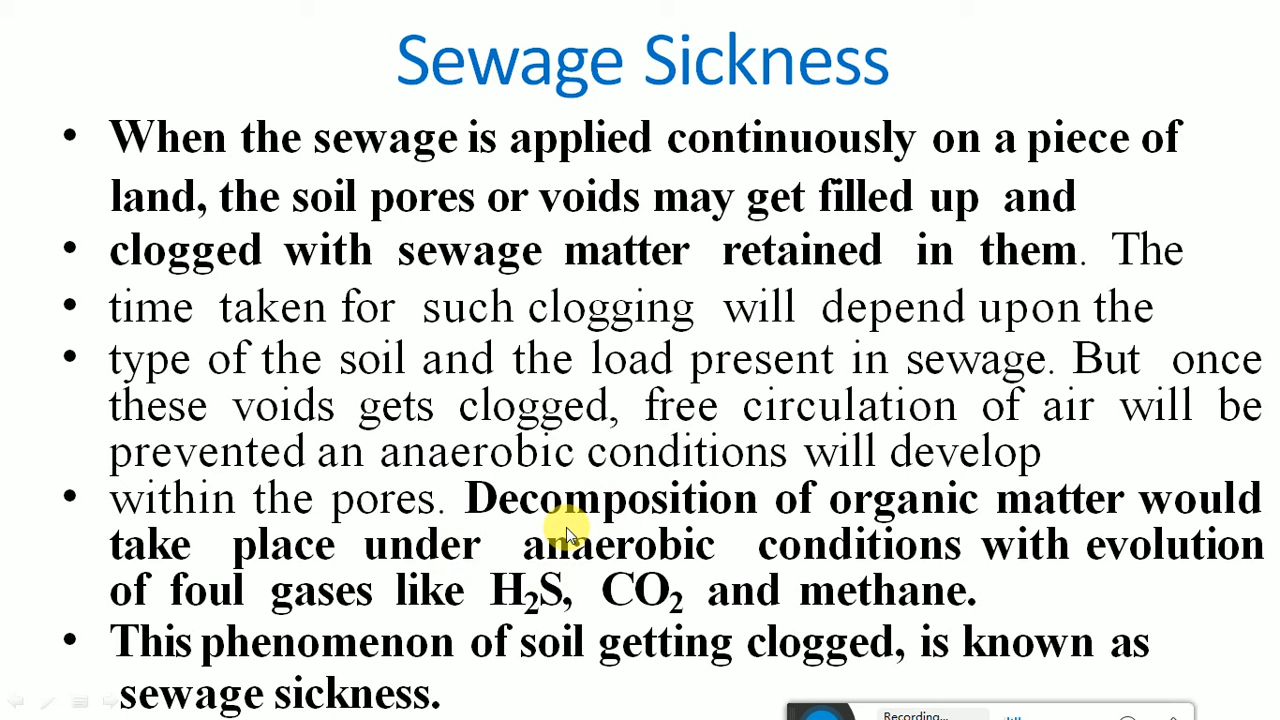 Sewage Sickness
• When the sewage is applied continuously on a piece of
land, the soil pores or voids may get filled up and
• clogged with sewage matter retained in them. The
• time taken for such clogging will depend upon the
• type of the soil and the load present in sewage. But once
these voids gets clogged, free circulation of air will be
prevented an anaerobic conditions will develop
• within the pores. Decomposition of organic matter would
take place under anaerobic conditions with evolution
of foul gases like H₂S, CO₂ and methane.
• This phenomenon of soil getting clogged, is known as
sewage sickness.
Recording...